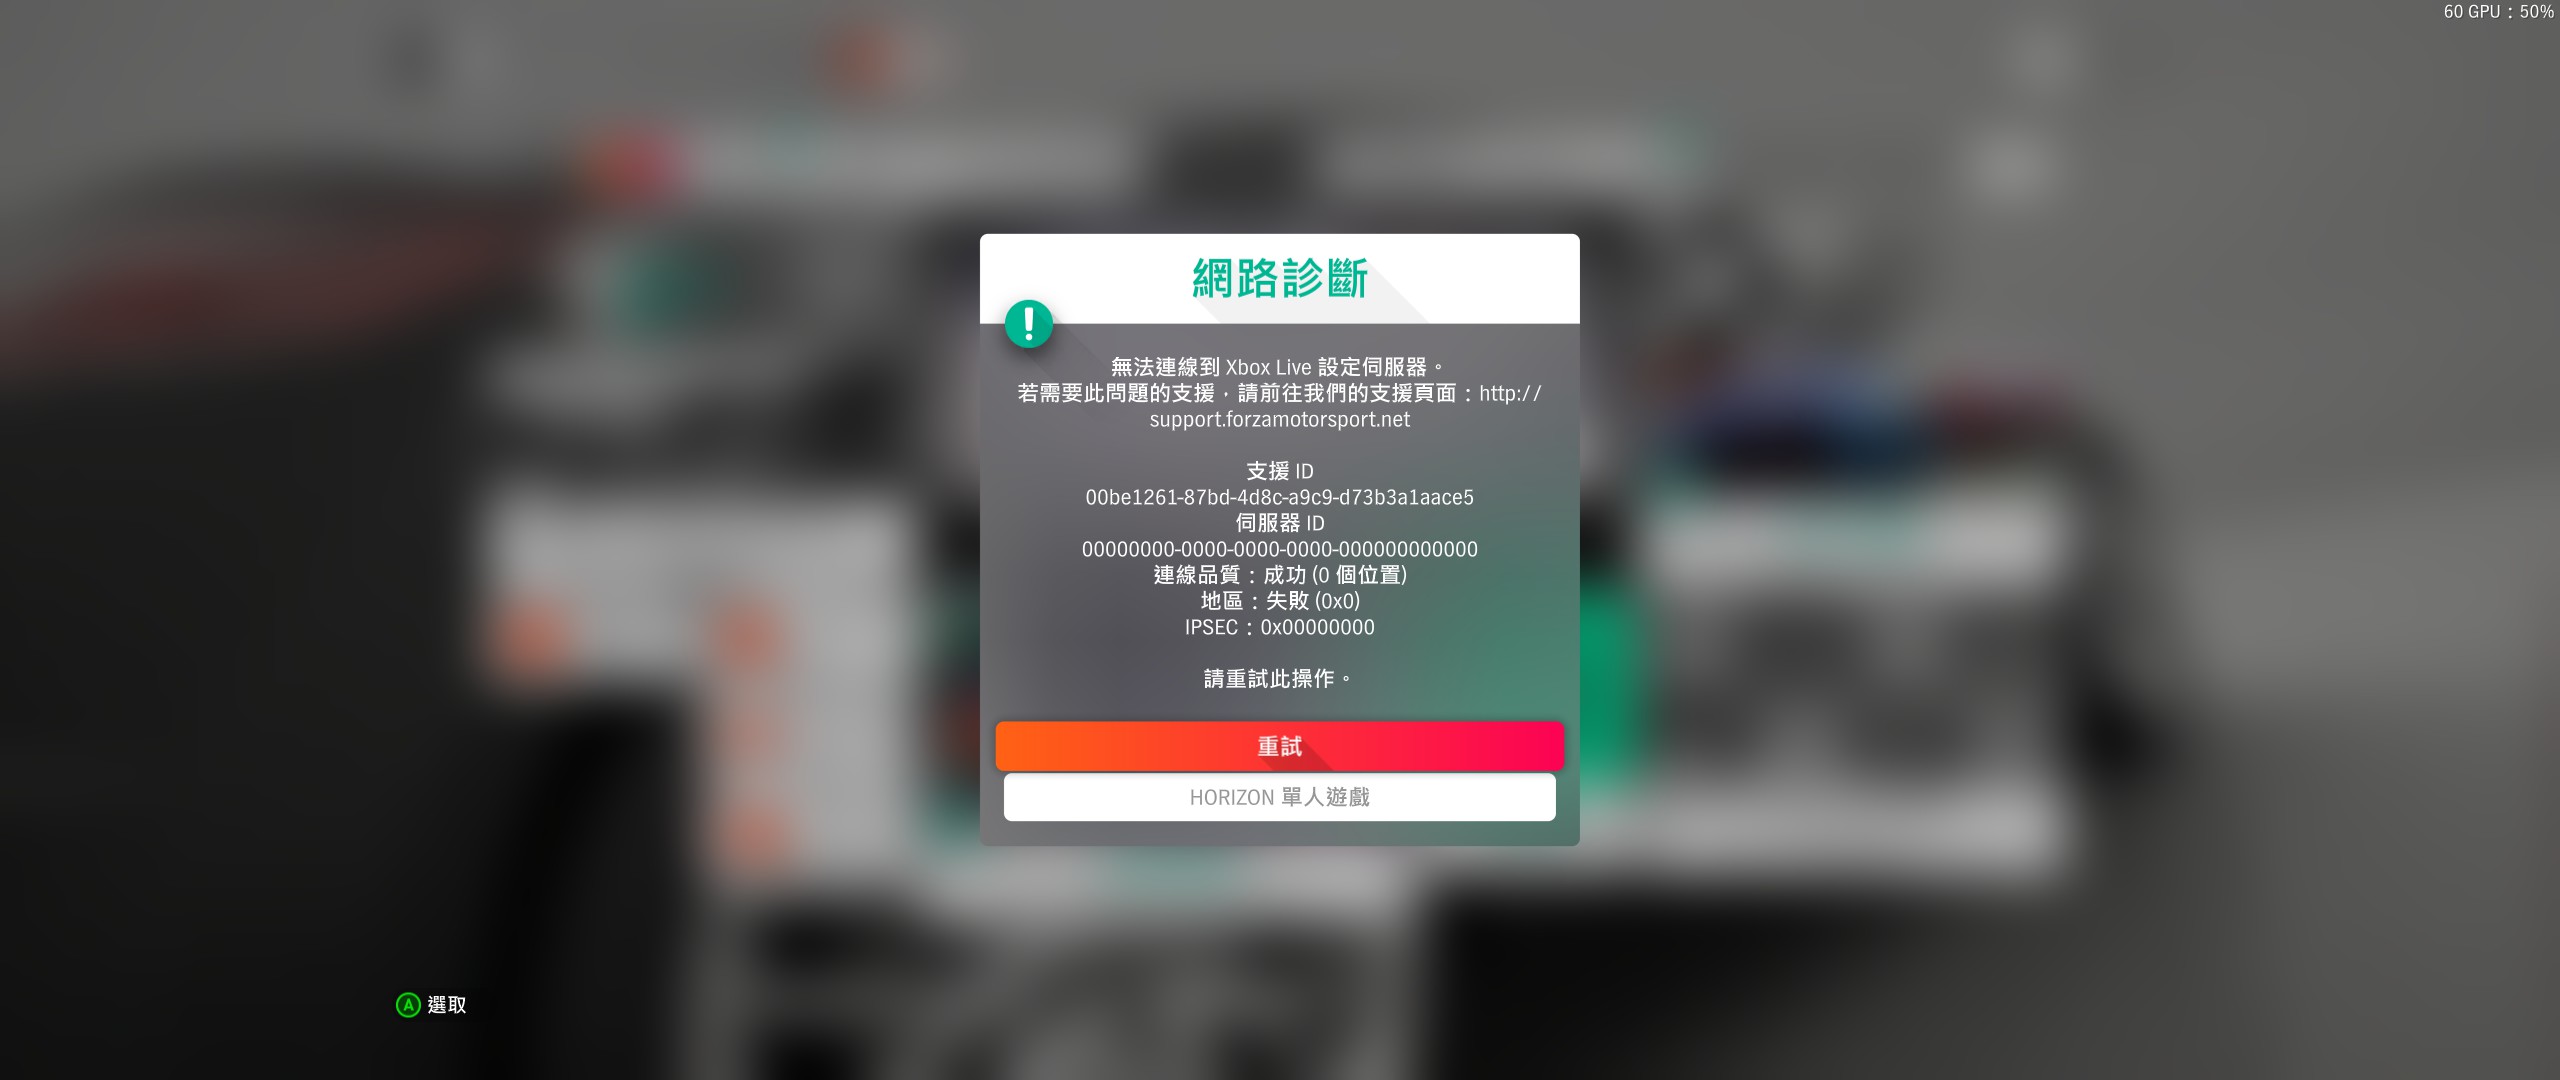 60 GPU：50%
網路診斷
無法連線到 Xbox Live 設定伺服器。
若需要此問題的支援，請前往我們的支援頁面：http://
support.forzamotorsport.net
支援 ID
00be1261-87bd-4d8c-a9c9-d73b3a1aace5
伺服器 ID
00000000-0000-0000-0000-000000000000
連線品質：成功 (0 個位置)
地區：失敗 (0x0)
IPSEC：0x00000000
請重試此操作。
重試
HORIZON 單人遊戲
A 選取